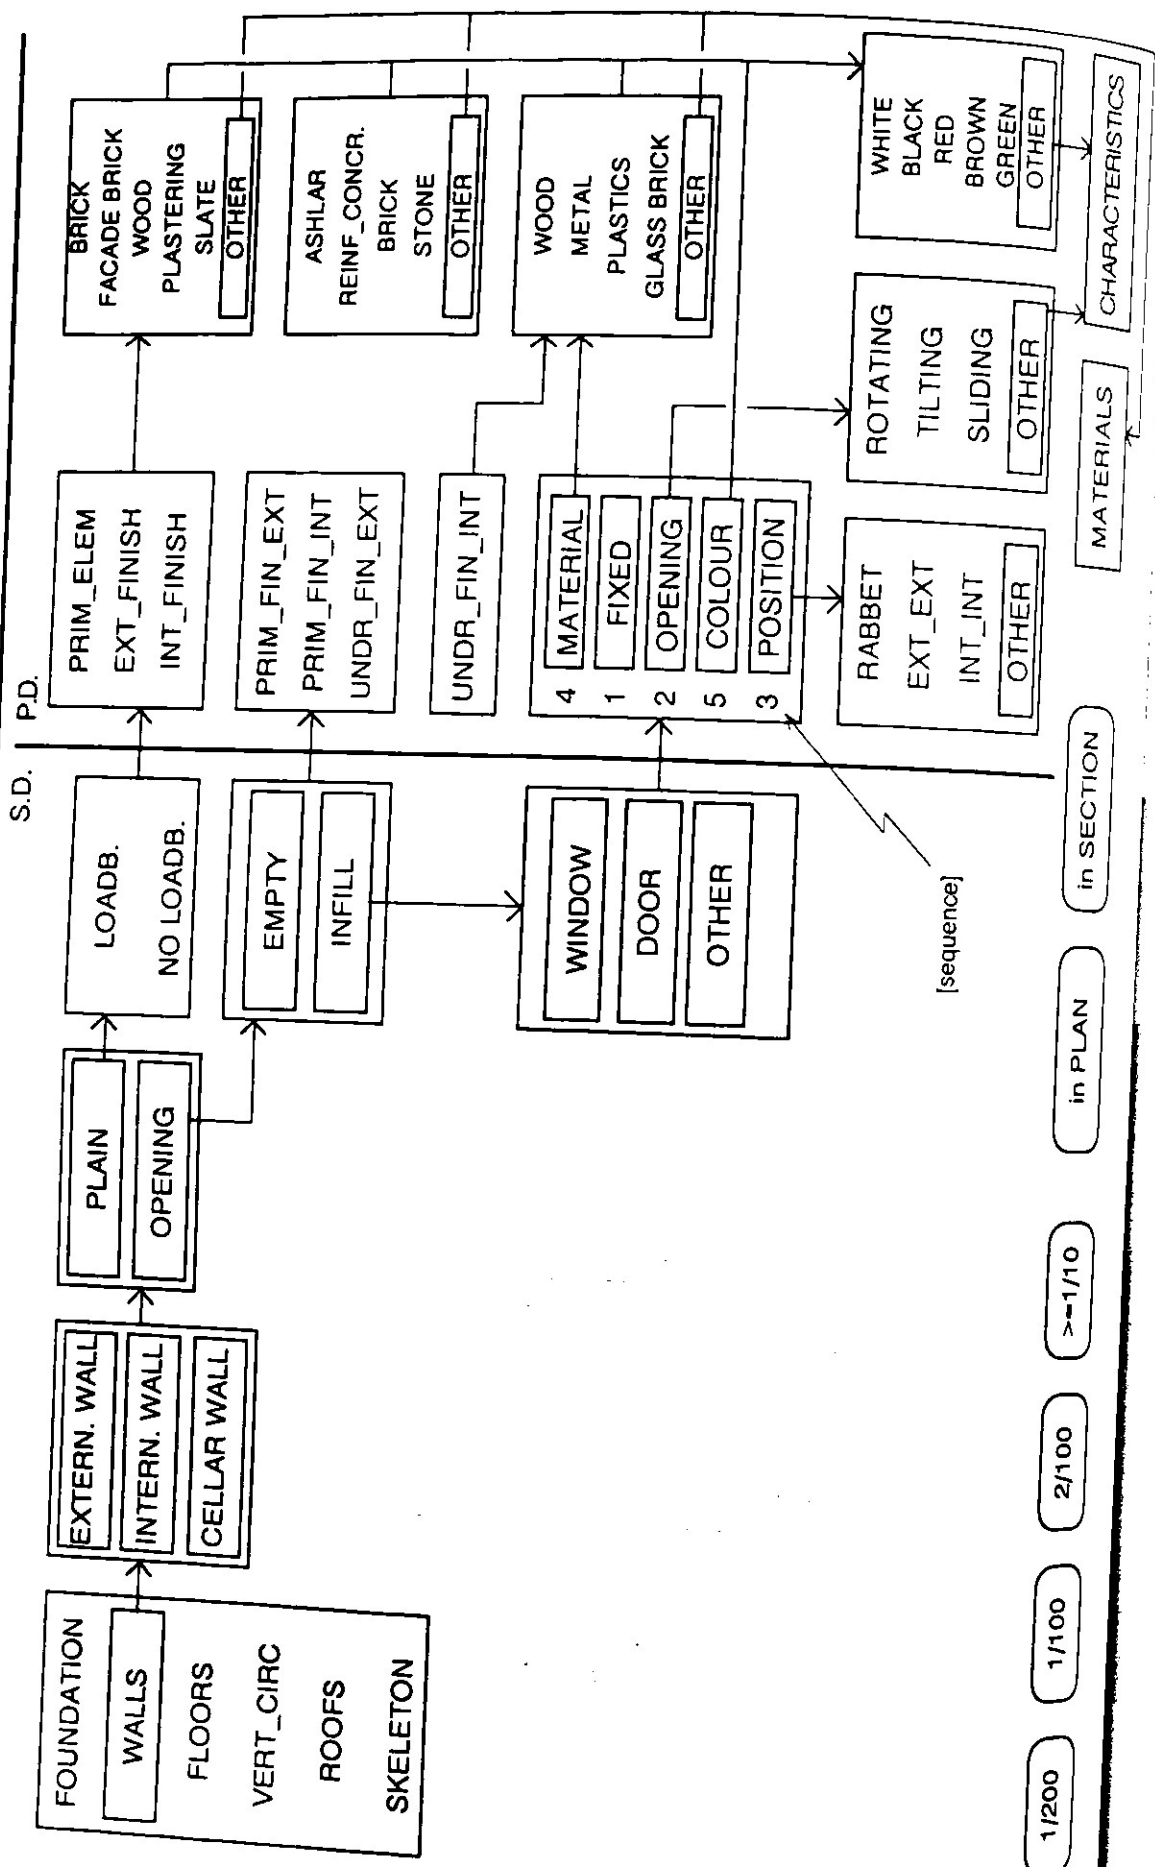 S.D.
P.D.
FOUNDATION
WALLS
FLOORS
VERT_CIRC
ROOFS
SKELETON
EXTERN. WALL
INTERN. WALL
CELLAR WALL
PLAIN
OPENING
LOADB.
NO LOADB.
EMPTY
INFILL
WINDOW
DOOR
OTHER
PRIM_ELEM
EXT_FINISH
INT_FINISH
PRIM_FIN_EXT
PRIM_FIN_INT
UNDR_FIN_EXT
UNDR_FIN_INT
4 MATERIAL
1 FIXED
2 OPENING
5 COLOUR
3 POSITION
[sequence]
BRICK
FACADE BRICK
WOOD
PLASTERING
SLATE
OTHER
ASHLAR
REINF_CONCR.
BRICK
STONE
OTHER
WOOD
METAL
PLASTICS
GLASS BRICK
OTHER
RABBET
EXT_EXT
INT_INT
OTHER
ROTATING
TILTING
SLIDING
OTHER
WHITE
BLACK
RED
BROWN
GREEN
OTHER
1/200
1/100
2/100
>=1/10
in PLAN
in SECTION
MATERIALS
CHARACTERISTICS